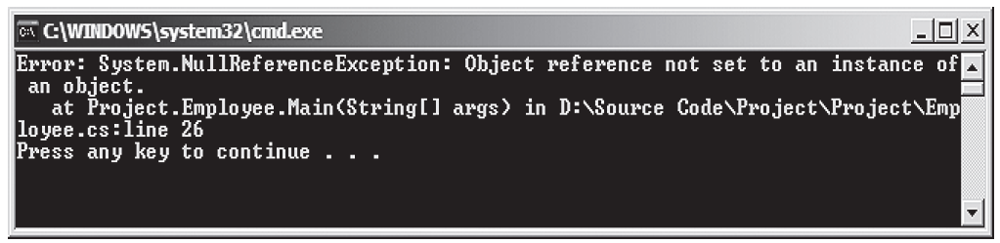 C:\WINDOWS\system32\cmd.exe
Error: System.NullReferenceException: Object reference not set to an instance of
 an object.
   at Project.Employee.Main(String[] args) in D:\Source Code\Project\Project\Emp
loyee.cs:line 26
Press any key to continue . . .